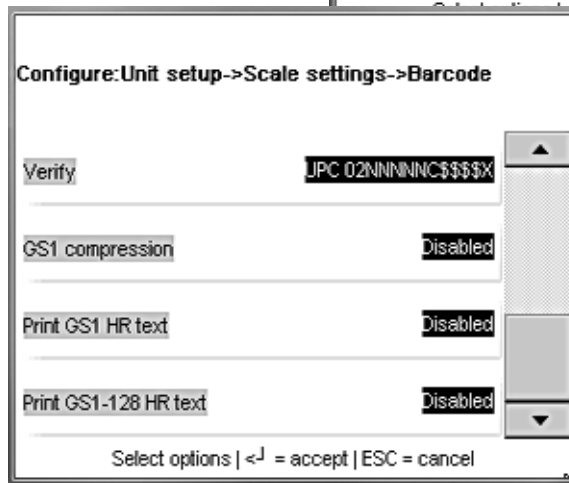 Configure:Unit setup->Scale settings->Barcode
Verify UPC 02NNNNNC$$$$X
GS1 compression Disabled
Print GS1 HR text Disabled
Print GS1-128 HR text Disabled
Select options | <┘ = accept | ESC = cancel